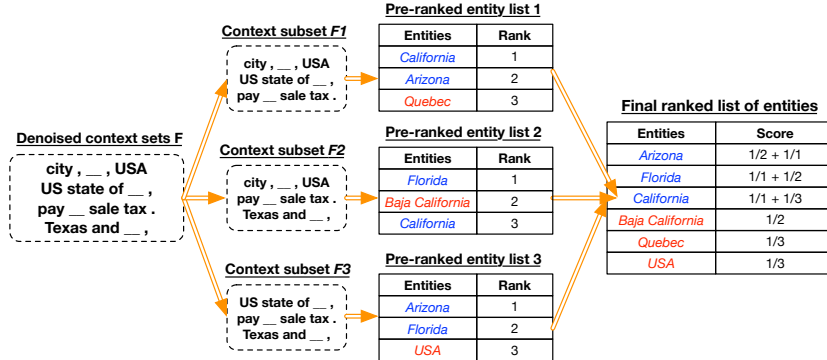 Denoised context sets F
city , __ , USA
US state of __ ,
pay __ sale tax .
Texas and __ ,
Context subset F1
city , __ , USA
US state of __ ,
pay __ sale tax .
Context subset F2
city , __ , USA
pay __ sale tax .
Texas and __ ,
Context subset F3
US state of __ ,
pay __ sale tax .
Texas and __ ,
Pre-ranked entity list 1
Entities Rank
California 1
Arizona 2
Quebec 3
Pre-ranked entity list 2
Entities Rank
Florida 1
Baja California 2
California 3
Pre-ranked entity list 3
Entities Rank
Arizona 1
Florida 2
USA 3
Final ranked list of entities
Entities Score
Arizona 1/2 + 1/1
Florida 1/1 + 1/2
California 1/1 + 1/3
Baja California 1/2
Quebec 1/3
USA 1/3